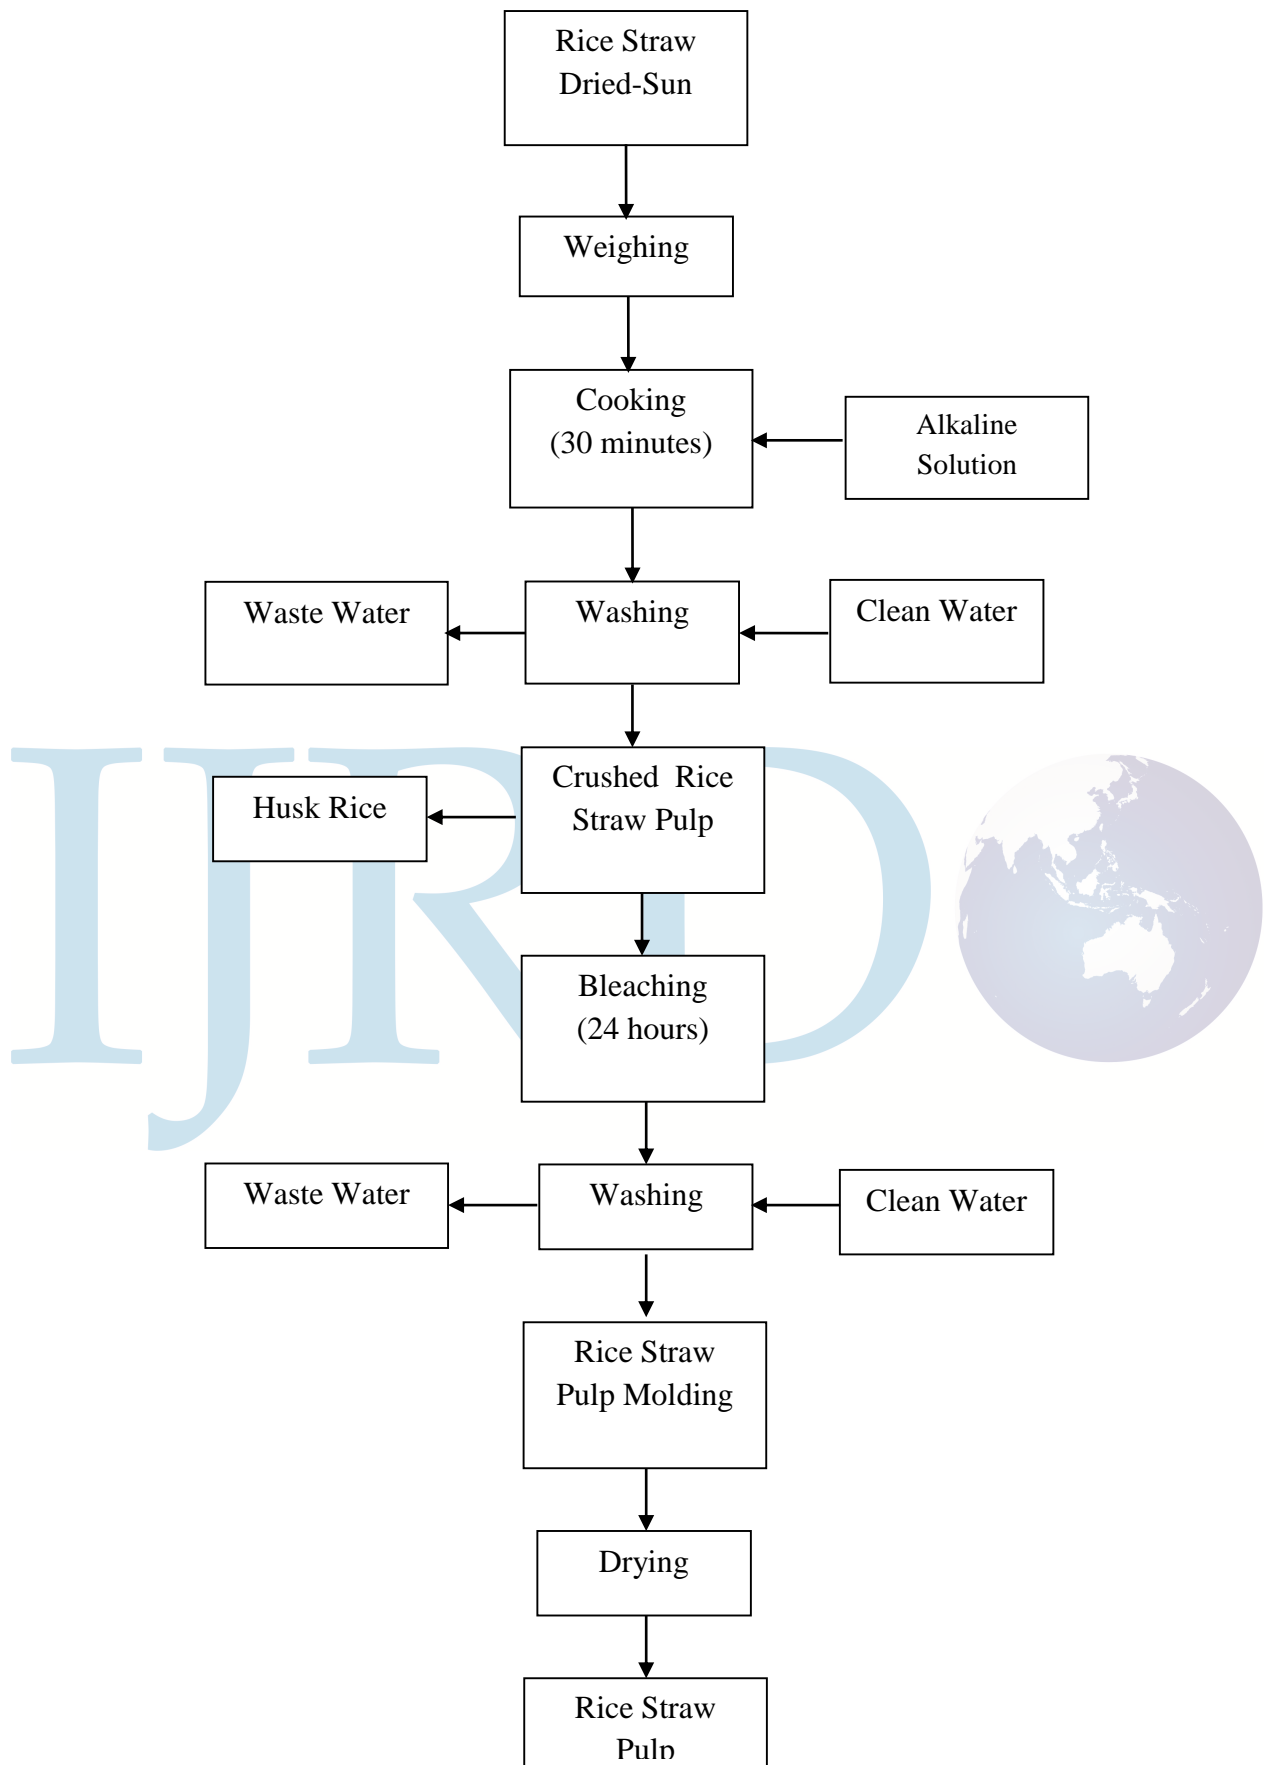 Rice Straw
Dried-Sun
Weighing
Cooking
(30 minutes)
Alkaline
Solution
Waste Water
Washing
Clean Water
Husk Rice
Crushed Rice
Straw Pulp
IJRDO
Bleaching
(24 hours)
Waste Water
Washing
Clean Water
Rice Straw
Pulp Molding
Drying
Rice Straw
Pulp